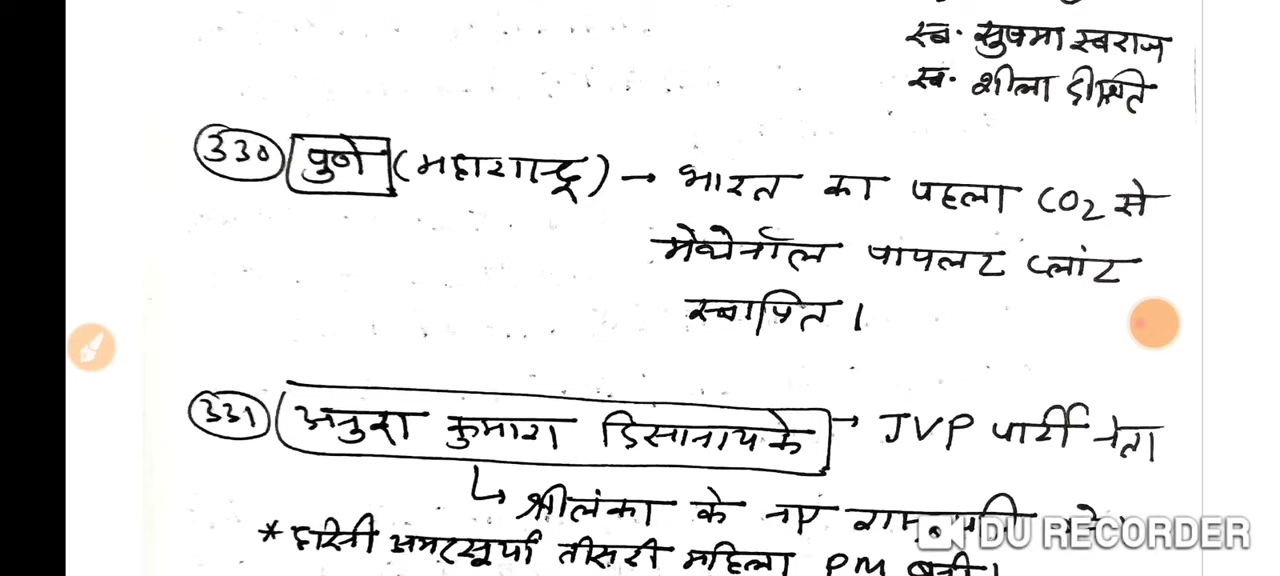 स्व. सुषमा स्वराज
स्व. शीला दीक्षित
330 पुणे (महाराष्ट्र) → भारत का पहला CO2 से
मेथेनॉल पायलट प्लांट
स्थापित।
331 अनुरा कुमारा डिसानायके → JVP पार्टी नेता
↳ श्रीलंका के नए
DU RECORDER
* हरिनी अमरसूर्या तीसरी महिला PM बनी।